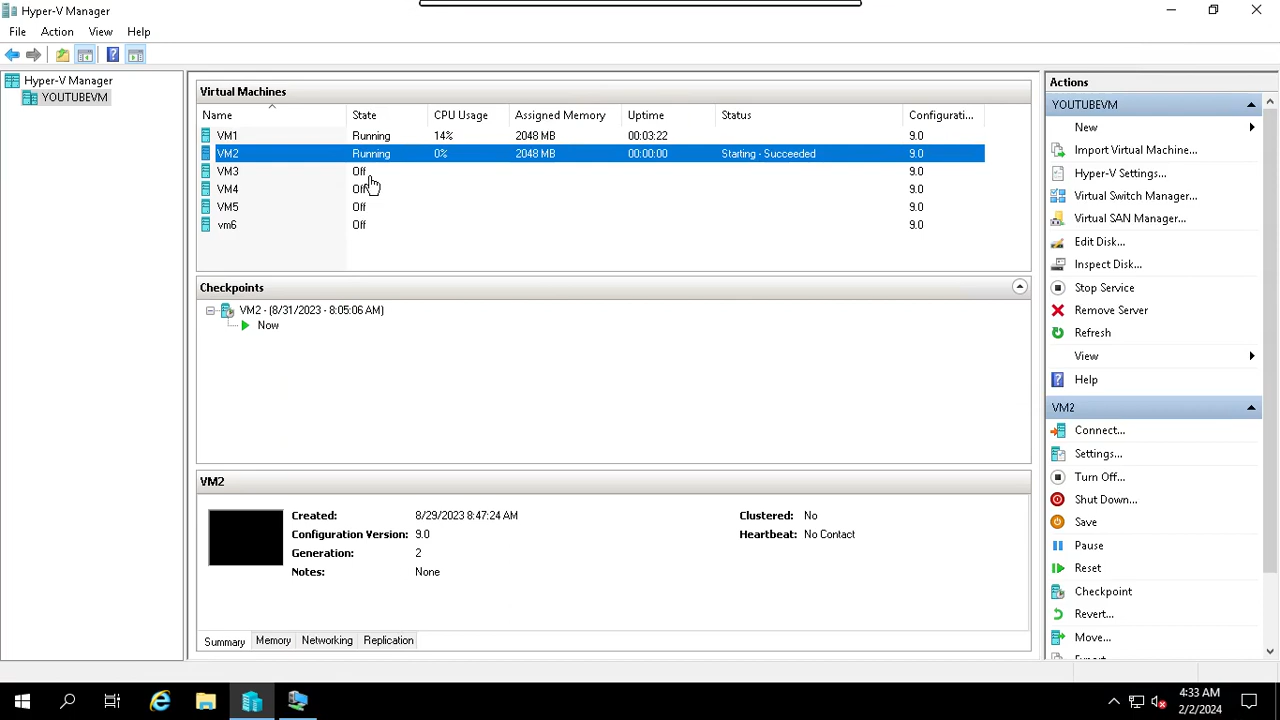 Hyper-V Manager
File Action View Help
Hyper-V Manager
YOUTUBEVM
Virtual Machines
Name State CPU Usage Assigned Memory Uptime Status Configurati...
VM1 Running 14% 2048 MB 00:03:22 9.0
VM2 Running 0% 2048 MB 00:00:00 Starting - Succeeded 9.0
VM3 Off 9.0
VM4 Off 9.0
VM5 Off 9.0
vm6 Off 9.0
Checkpoints
VM2 - (8/31/2023 - 8:05:06 AM)
Now
VM2
Created: 8/29/2023 8:47:24 AM Clustered: No
Configuration Version: 9.0 Heartbeat: No Contact
Generation: 2
Notes: None
Summary Memory Networking Replication
Actions
YOUTUBEVM
New
Import Virtual Machine...
Hyper-V Settings...
Virtual Switch Manager...
Virtual SAN Manager...
Edit Disk...
Inspect Disk...
Stop Service
Remove Server
Refresh
View
Help
VM2
Connect...
Settings...
Turn Off...
Shut Down...
Save
Pause
Reset
Checkpoint
Revert...
Move...
4:33 AM
2/2/2024